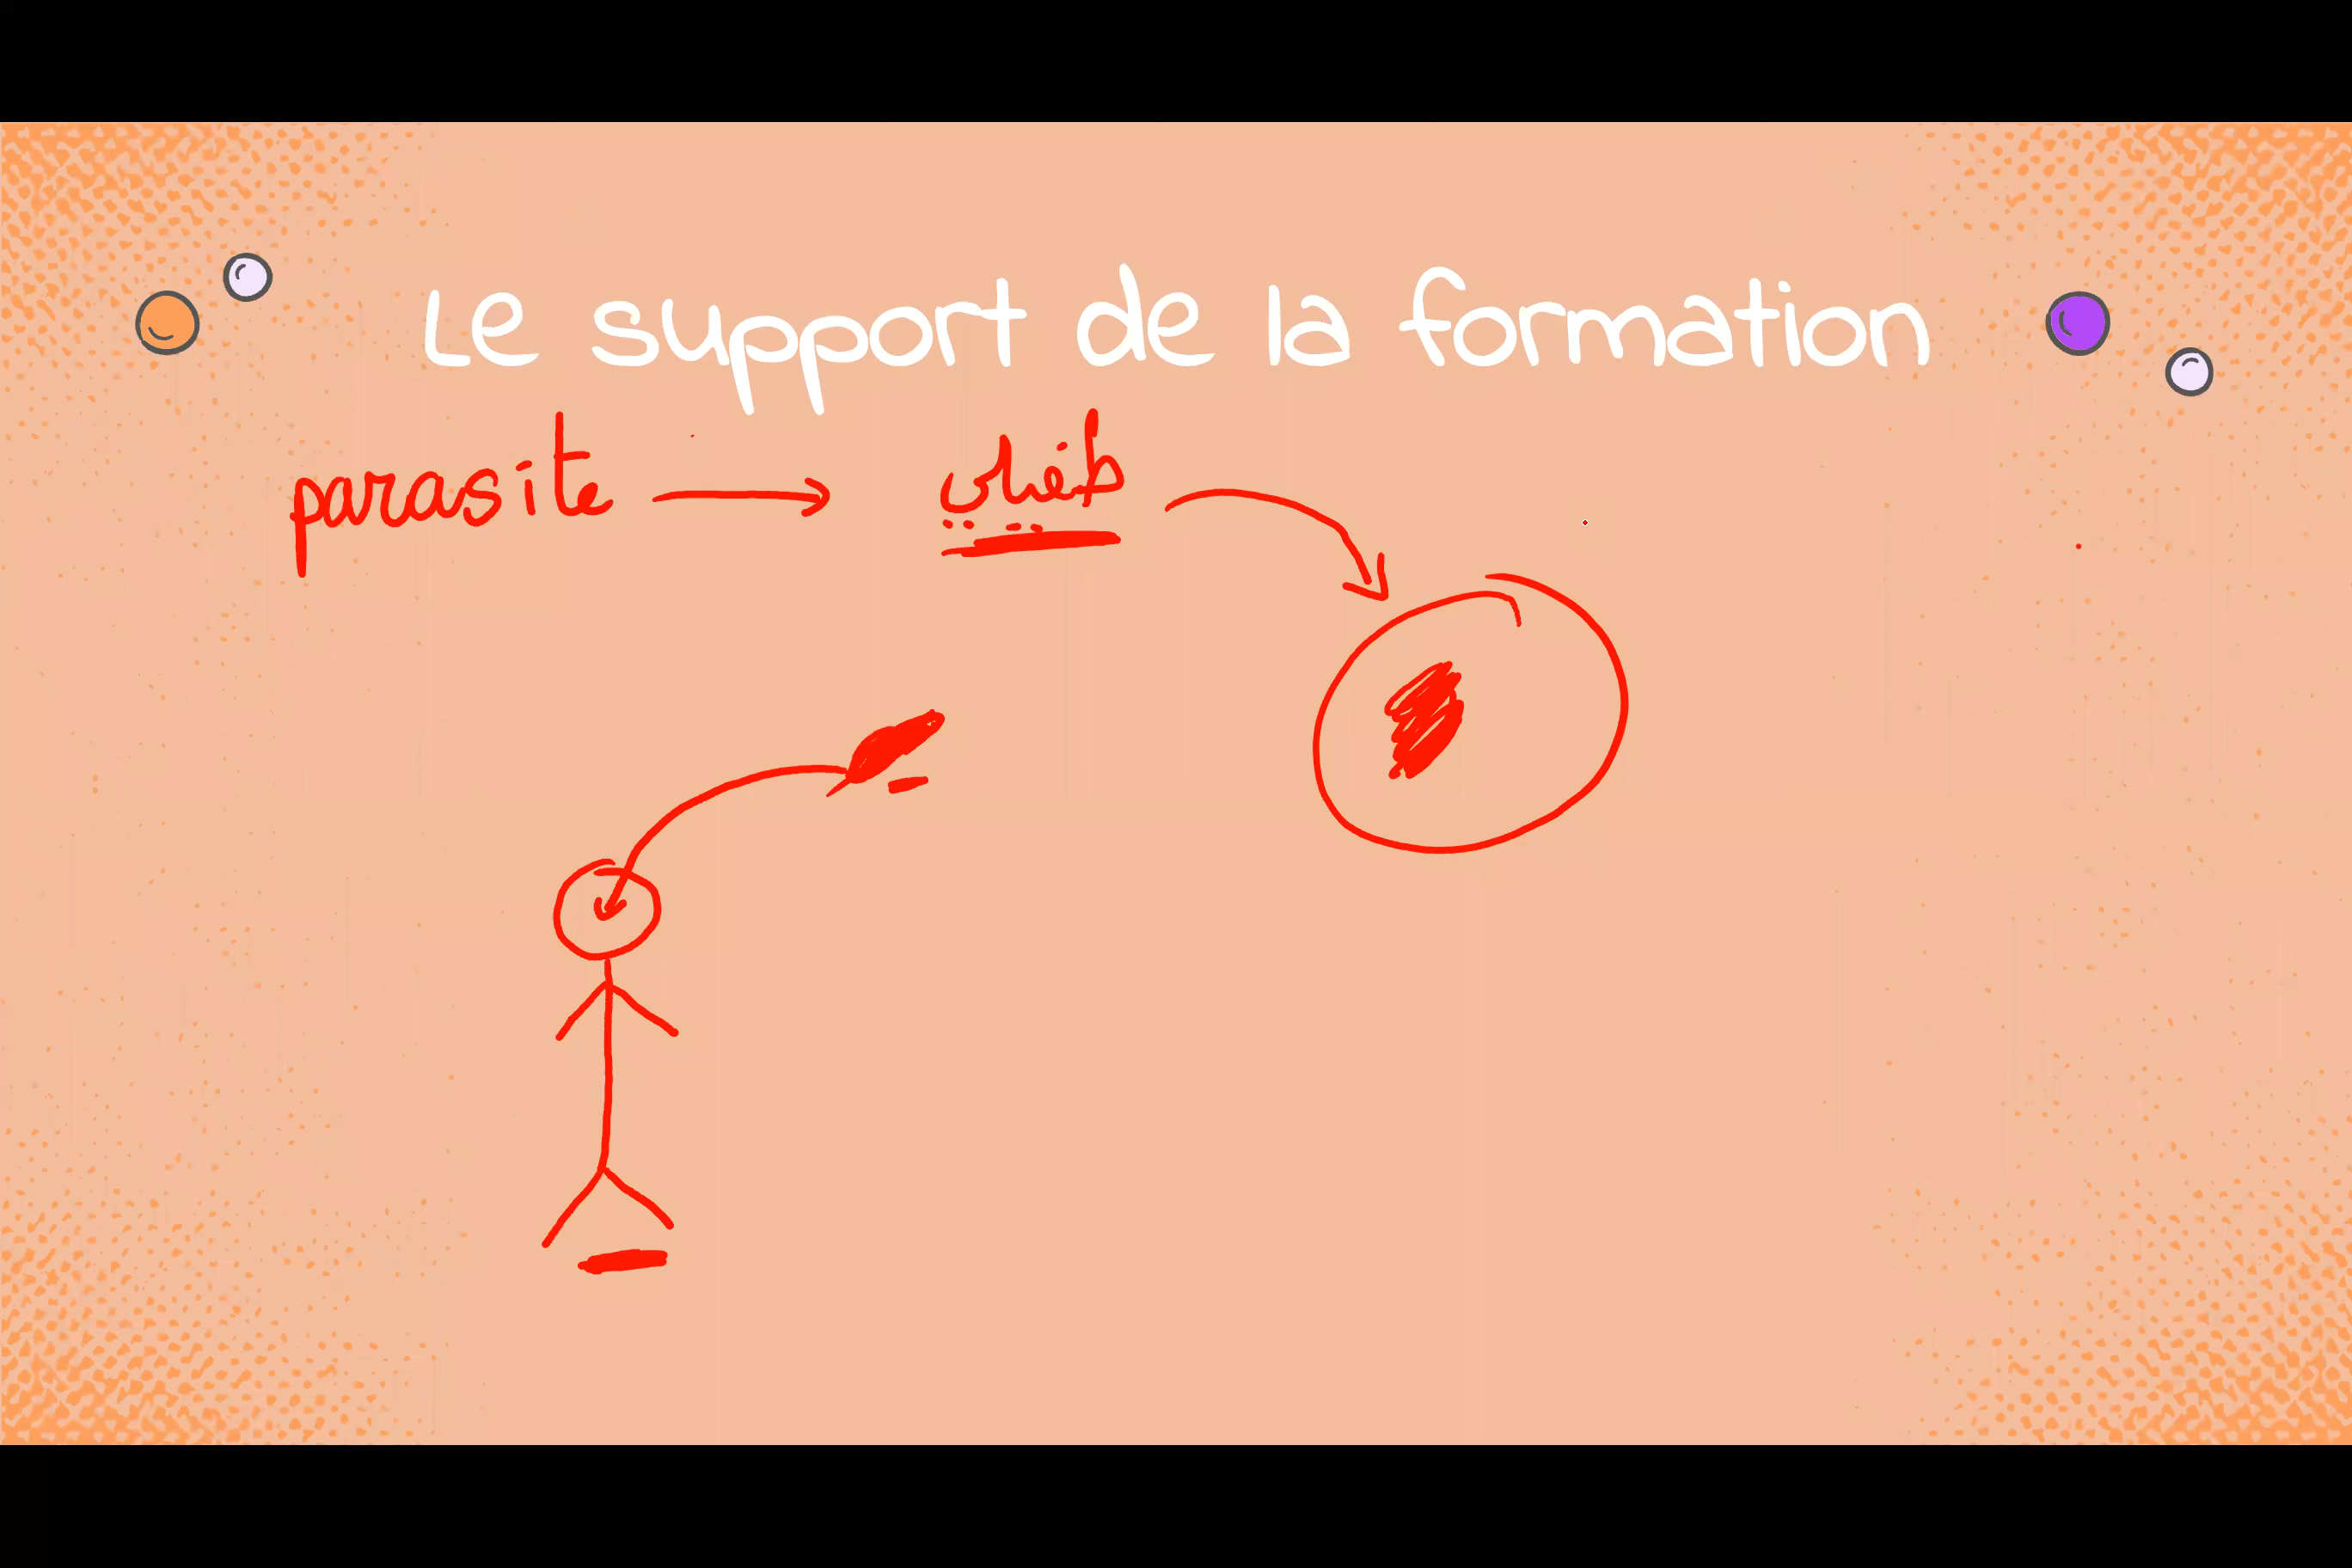 Le support de la formation
parasite → طفيلي